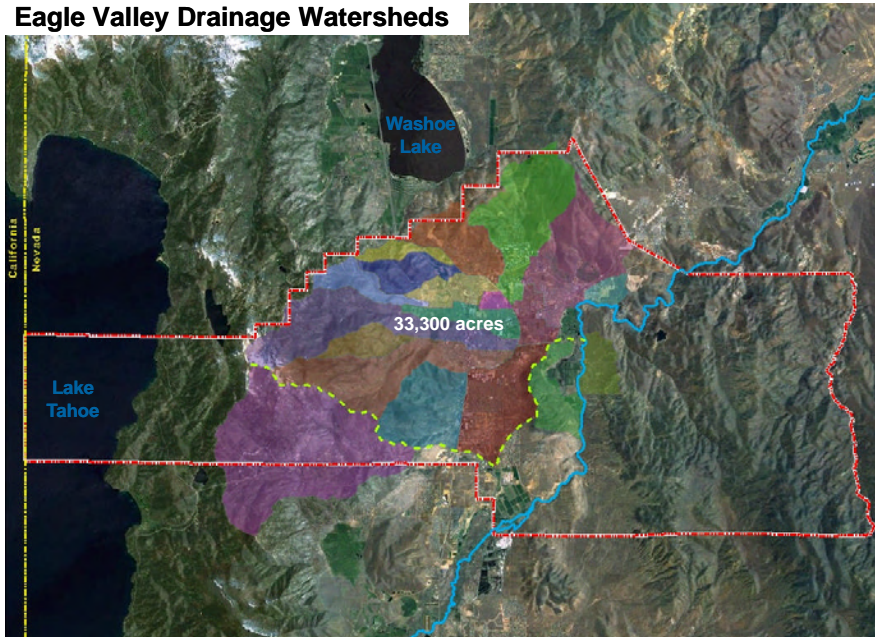 Eagle Valley Drainage Watersheds
Washoe
Lake
California
Nevada
33,300 acres
Lake
Tahoe